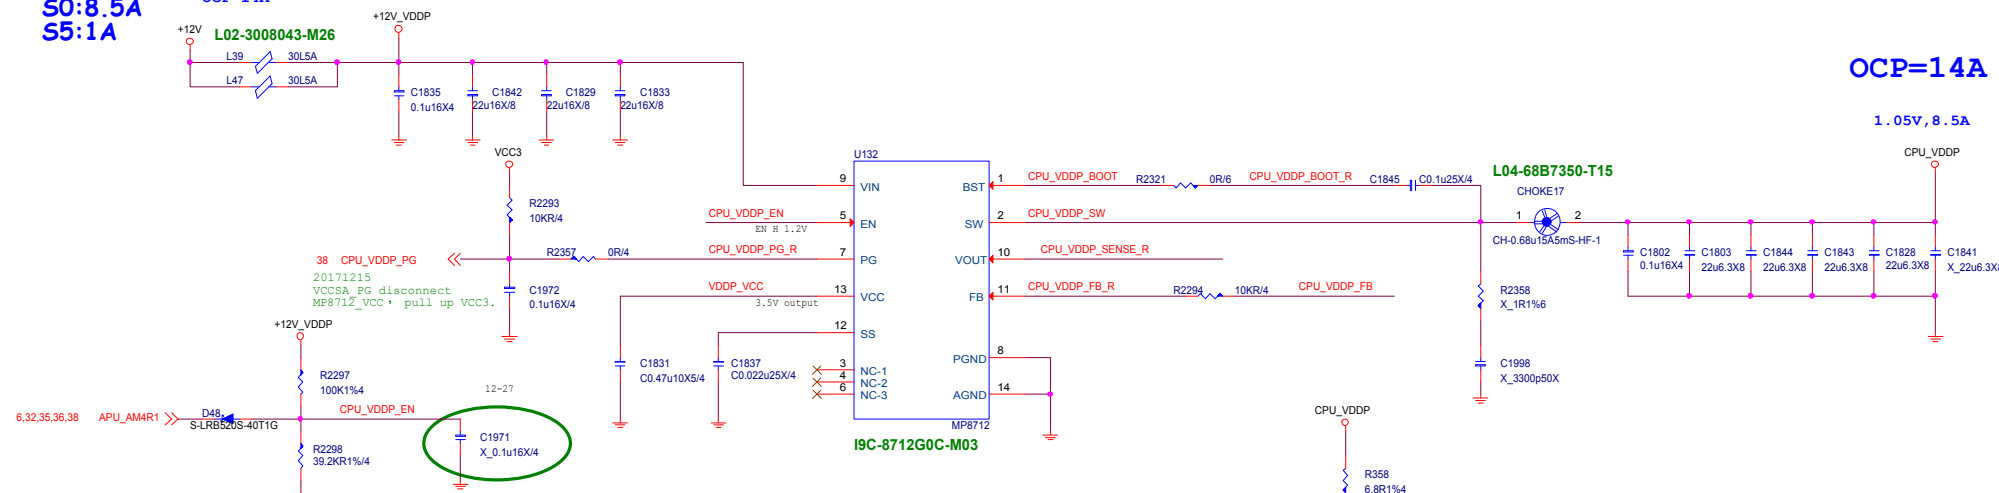 S0:8.5A
S5:1A
+12V
L02-3008043-M26
+12V_VDDP
L39
30L5A
L47
30L5A
C1835
0.1u16X4
C1842
22u16X/8
C1829
22u16X/8
C1833
22u16X/8
OCP=14A
1.05V,8.5A
CPU_VDDP
VCC3
R2293
10KR/4
38 CPU_VDDP_PG
R2357
0R/4
20171215
VCCSA_PG disconnect
MP8712_VCC, pull up VCC3.
C1972
0.1u16X/4
CPU_VDDP_EN
EN H 1.2V
CPU_VDDP_PG_R
VDDP_VCC
3.5V output
C1831
C0.47u10X5/4
C1837
C0.022u25X/4
U132
9
VIN
5
EN
7
PG
13
VCC
12
SS
3
NC-1
4
NC-2
6
NC-3
BST
1
SW
2
VOUT
10
FB
11
PGND
8
AGND
14
MP8712
I9C-8712G0C-M03
CPU_VDDP_BOOT
R2321
0R/6
CPU_VDDP_BOOT_R
C1845
C0.1u25X/4
CPU_VDDP_SW
CPU_VDDP_SENSE_R
CPU_VDDP_FB_R
R2294
10KR/4
CPU_VDDP_FB
L04-68B7350-T15
CHOKE17
1
2
CH-0.68u15A5mS-HF-1
R2358
X_1R1%6
C1998
X_3300p50X
C1802
0.1u16X4
C1803
22u6.3X8
C1844
22u6.3X8
C1843
22u6.3X8
C1828
22u6.3X8
C1841
+12V_VDDP
R2297
100K1%4
6,32,35,36,38 APU_AM4R1
D48
S-LRB520S-40T1G
CPU_VDDP_EN
R2298
39.2KR1%/4
12-27
C1971
X_0.1u16X/4
CPU_VDDP
R358
6.8R1%4